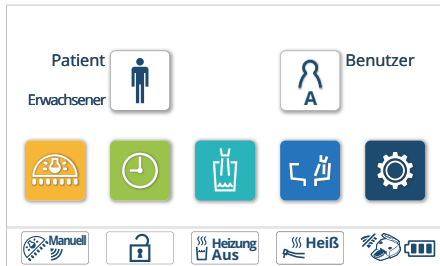 Patient
Benutzer
Erwachsener
A
Manuell
Heizung
Aus
Heiß